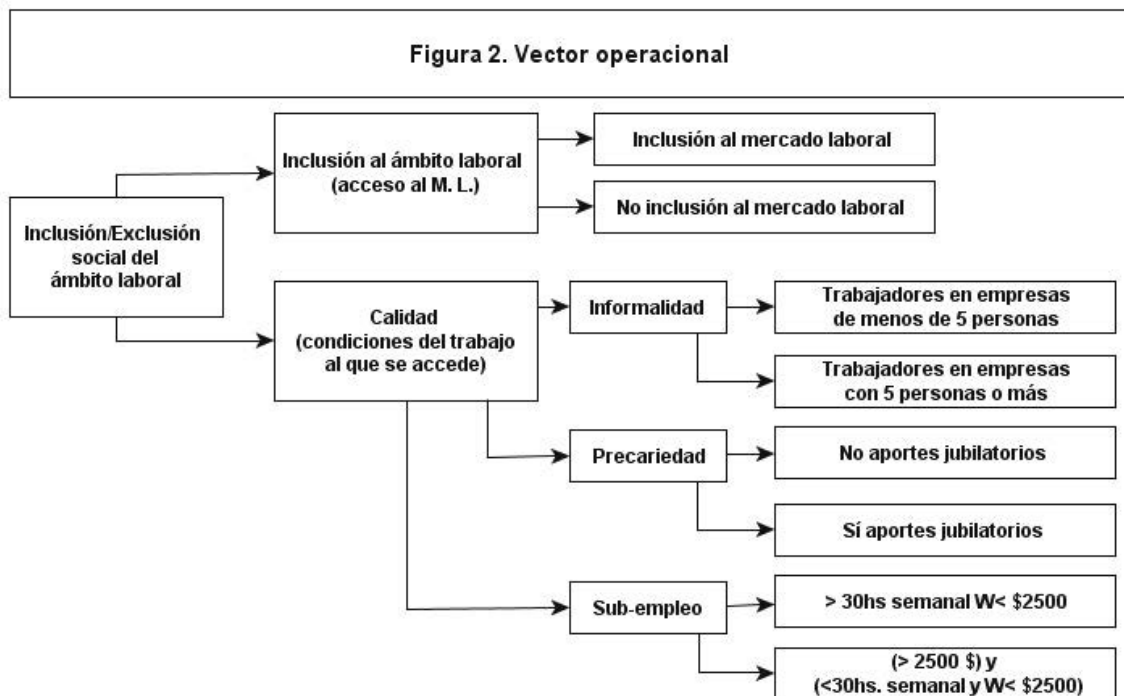 Figura 2. Vector operacional
Inclusión/Exclusión
social del
ámbito laboral
Inclusión al ámbito laboral
(acceso al M. L.)
Inclusión al mercado laboral
No inclusión al mercado laboral
Calidad
(condiciones del trabajo
al que se accede)
Informalidad
Trabajadores en empresas
de menos de 5 personas
Trabajadores en empresas
con 5 personas o más
Precariedad
No aportes jubilatorios
Sí aportes jubilatorios
Sub-empleo
> 30hs semanal W< $2500
(> 2500 $) y
(<30hs. semanal y W< $2500)